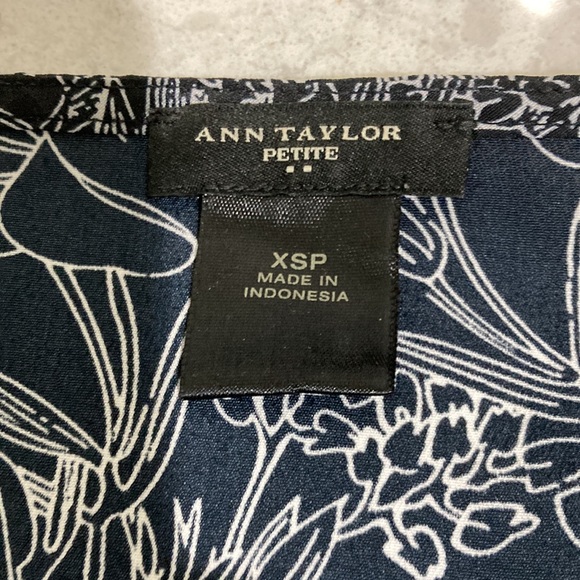 ANN TAYLOR
PETITE
XSP
MADE IN
INDONESIA